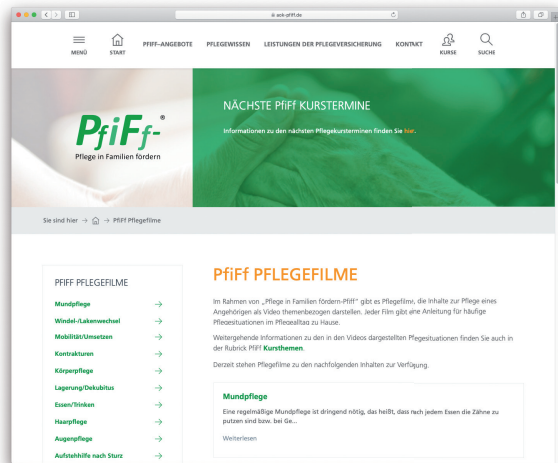 aok-pfiff.de
MENÜ
START
PFIFF–ANGEBOTE
PFLEGEWISSEN
LEISTUNGEN DER PFLEGEVERSICHERUNG
KONTAKT
KURSE
SUCHE
PfiFf-®
Pflege in Familien fördern
NÄCHSTE PfiFf KURSTERMINE
Informationen zu den nächsten Pflegekursterminen finden Sie hier.
Sie sind hier → → PfiFf Pflegefilme
PFIFF PFLEGEFILME
Mundpflege →
Windel-/Lakenwechsel →
Mobilität/Umsetzen →
Kontrakturen →
Körperpflege →
Lagerung/Dekubitus →
Essen/Trinken →
Haarpflege →
Augenpflege →
Aufstehhilfe nach Sturz →
PfiFf PFLEGEFILME
Im Rahmen von „Pflege in Familien fördern-Pfiff" gibt es Pflegefilme, die Inhalte zur Pflege eines
Angehörigen als Video themenbezogen darstellen. Jeder Film gibt eine Anleitung für häufige
Pflegesituationen im Pflegealltag zu Hause.
Weitergehende Informationen zu den in den Videos dargestellten Pflegesituationen finden Sie auch in
der Rubrick PfiFf Kursthemen.
Derzeit stehen Pflegefilme zu den nachfolgenden Inhalten zur Verfügung.
Mundpflege
Eine regelmäßige Mundpflege ist dringend nötig, das heißt, dass nach jedem Essen die Zähne zu
putzen sind bzw. bei Ge...
Weiterlesen